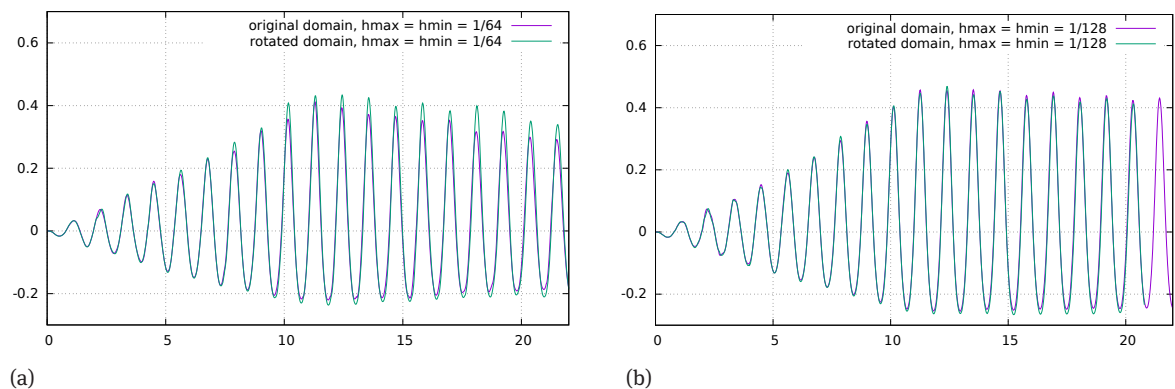 original domain, hmax = hmin = 1/64
rotated domain, hmax = hmin = 1/64
0.6
0.4
0.2
0
-0.2
0 5 10 15 20
(a)
original domain, hmax = hmin = 1/128
rotated domain, hmax = hmin = 1/128
0.6
0.4
0.2
0
-0.2
0 5 10 15 20
(b)